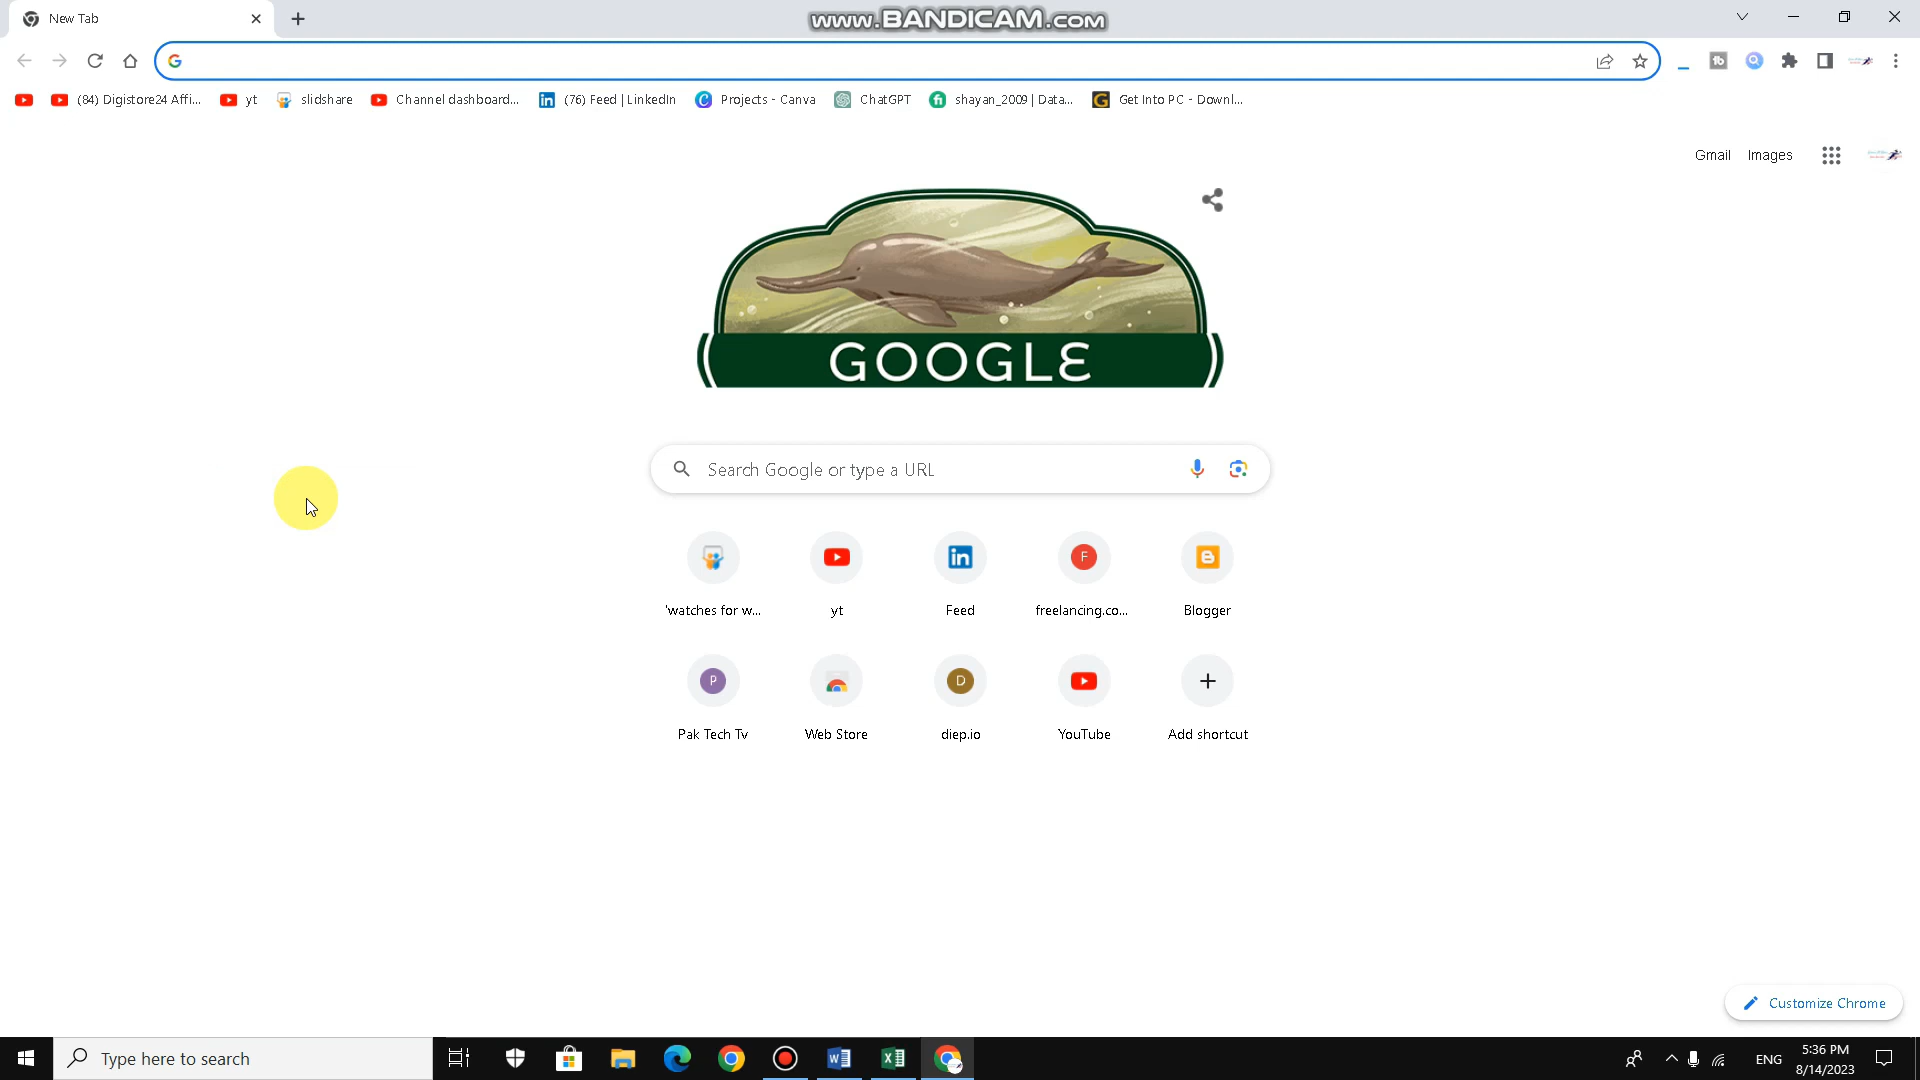 New Tab
www.BANDICAM.com
(84) Digistore24 Affi...
yt
slidshare
Channel dashboard...
(76) Feed | LinkedIn
Projects - Canva
ChatGPT
shayan_2009 | Data...
Get Into PC - Downl...
Gmail
Images
GOOGLE
Search Google or type a URL
'watches for w...
yt
Feed
freelancing.co...
Blogger
Pak Tech Tv
Web Store
diep.io
YouTube
Add shortcut
Customize Chrome
Type here to search
ENG
5:36 PM
8/14/2023